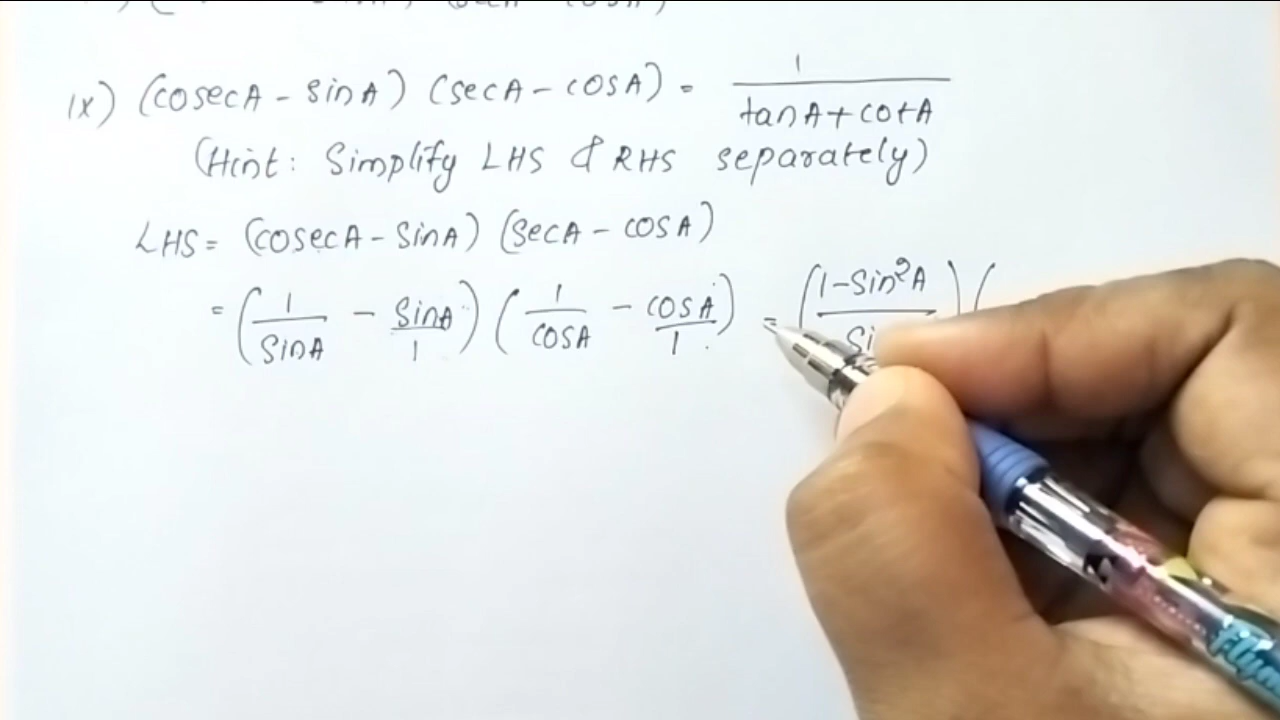 ix) (cosecA - sinA) (secA - cosA) = 1 / tanA + cotA
(Hint: Simplify LHS & RHS separately)
LHS = (cosecA - sinA) (secA - cosA)
= (1/sinA - sinA/1) (1/cosA - cosA/1) = (1-sin²A / si